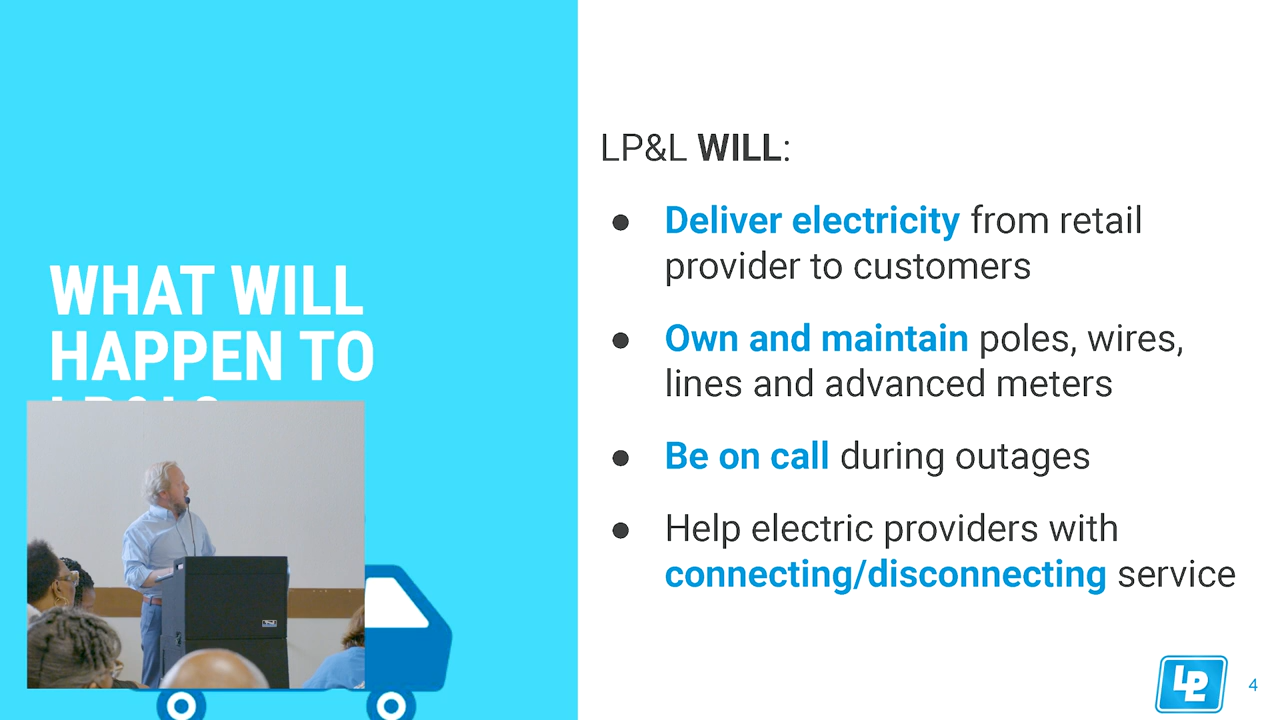 WHAT WILL
HAPPEN TO
LP&L WILL:
● Deliver electricity from retail
provider to customers
● Own and maintain poles, wires,
lines and advanced meters
● Be on call during outages
● Help electric providers with
connecting/disconnecting service
LPL
4